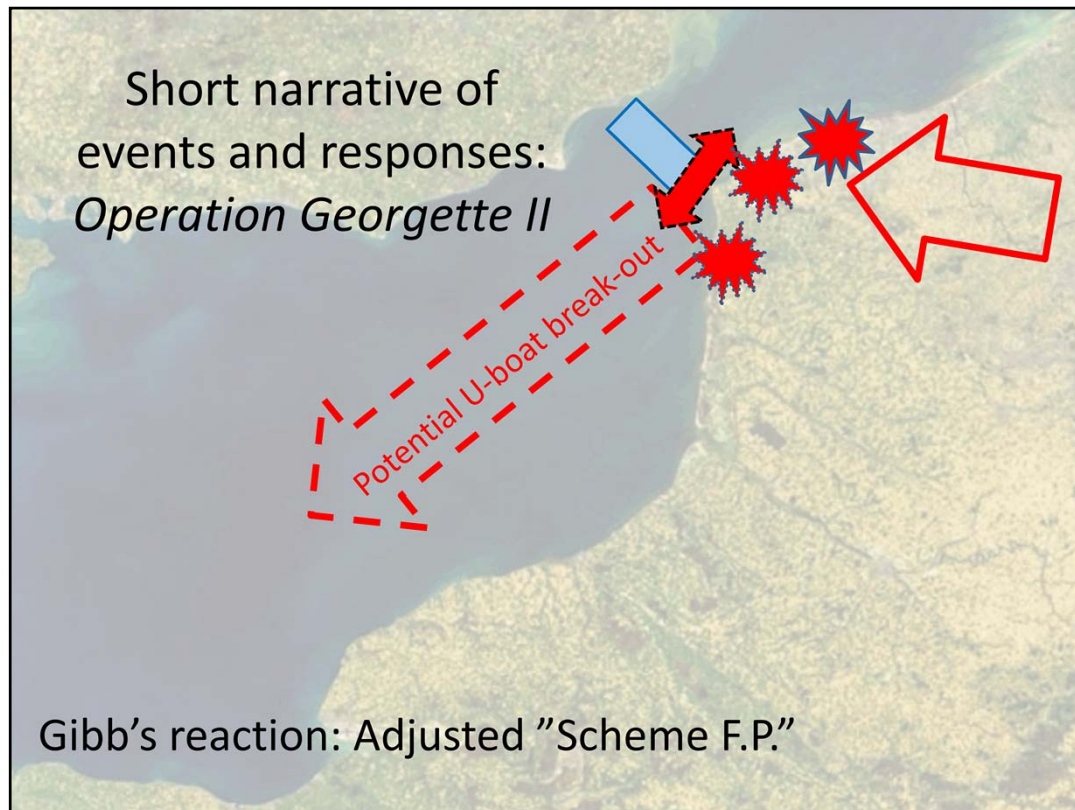 Short narrative of
events and responses:
Operation Georgette II
Potential U-boat break-out
Gibb’s reaction: Adjusted ”Scheme F.P.”